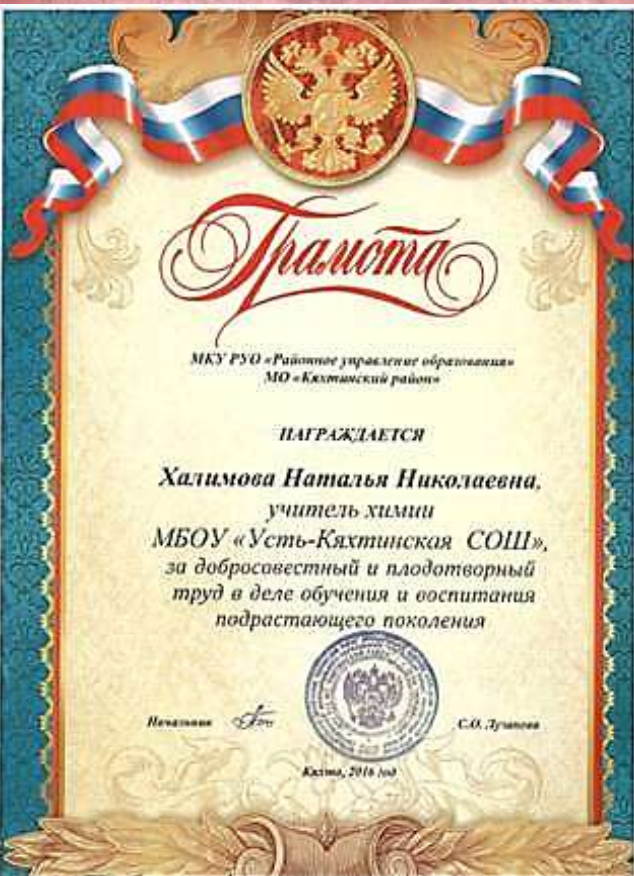 Грамота
МКУ РУО «Районное управление образования»
МО «Кяхтинский район»
НАГРАЖДАЕТСЯ
Халимова Наталья Николаевна,
учитель химии
МБОУ «Усть-Кяхтинская СОШ»,
за добросовестный и плодотворный
труд в деле обучения и воспитания
подрастающего поколения
Начальник С.О.
Кяхта, 2016 год